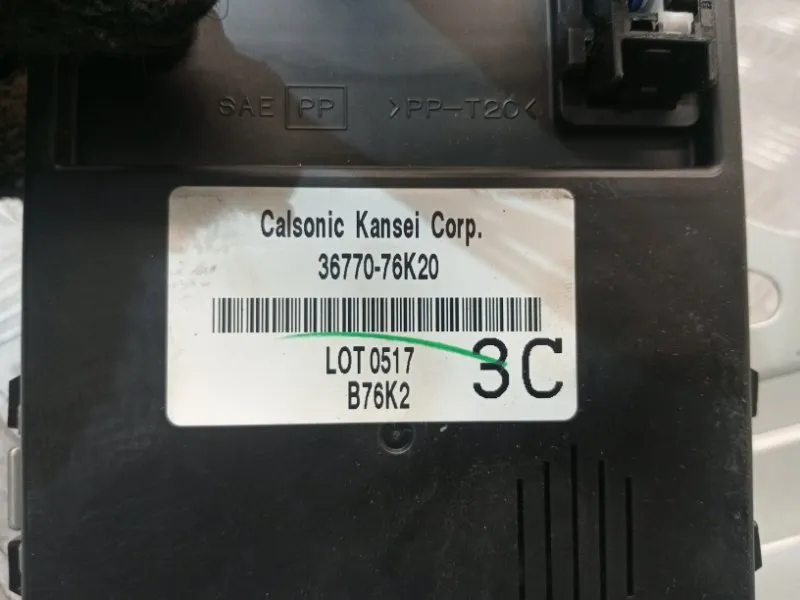 SAE PP >PP-T20<
Calsonic Kansei Corp.
36770-76K20
LOT 0517
B76K2
3C